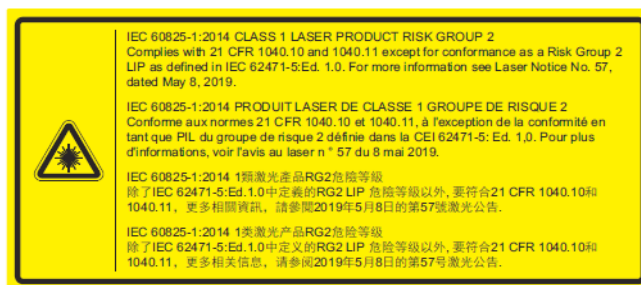 IEC 60825-1:2014 CLASS 1 LASER PRODUCT RISK GROUP 2
Complies with 21 CFR 1040.10 and 1040.11 except for conformance as a Risk Group 2
LIP as defined in IEC 62471-5:Ed. 1.0. For more information see Laser Notice No. 57,
dated May 8, 2019.
IEC 60825-1:2014 PRODUIT LASER DE CLASSE 1 GROUPE DE RISQUE 2
Conforme aux normes 21 CFR 1040.10 et 1040.11, à l'exception de la conformité en
tant que PIL du groupe de risque 2 définie dans la CEI 62471-5: Ed. 1,0. Pour plus
d'informations, voir l'avis au laser n ° 57 du 8 mai 2019.
IEC 60825-1:2014 1類激光產品RG2危險等級
除了IEC 62471-5:Ed.1.0中定義的RG2 LIP 危險等級以外, 要符合21 CFR 1040.10和
1040.11，更多相關資訊，請參閱2019年5月8日的第57號激光公告.
IEC 60825-1:2014 1类激光产品RG2危险等级
除了IEC 62471-5:Ed.1.0中定义的RG2 LIP 危险等级以外, 要符合21 CFR 1040.10和
1040.11，更多相关信息，请参阅2019年5月8日的第57号激光公告.